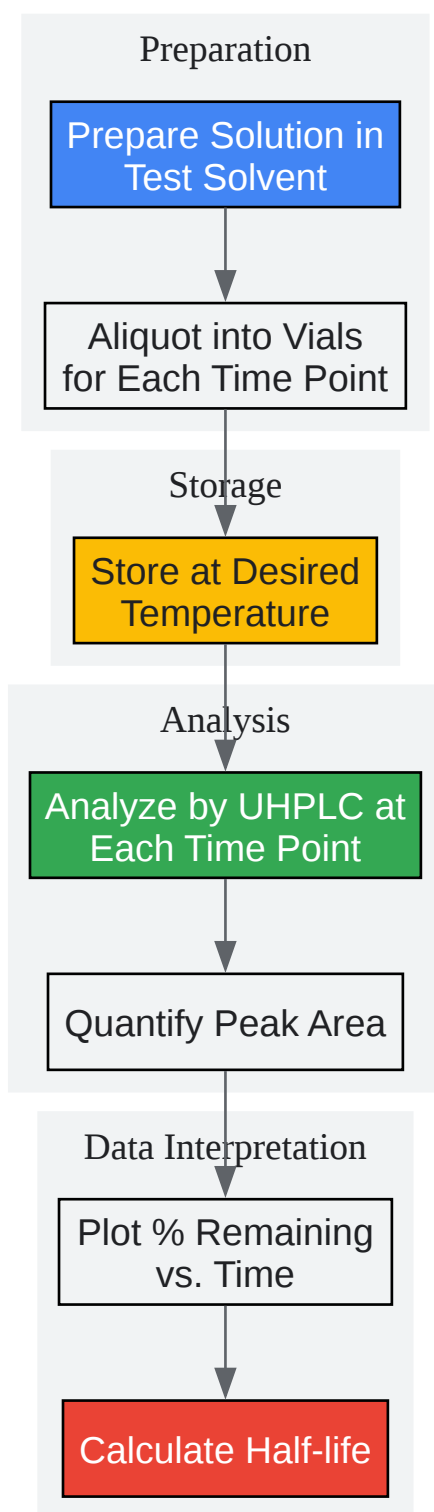 Preparation
Prepare Solution in
Test Solvent
Aliquot into Vials
for Each Time Point
Storage
Store at Desired
Temperature
Analysis
Analyze by UHPLC at
Each Time Point
Quantify Peak Area
Data Interpretation
Plot % Remaining
vs. Time
Calculate Half-life